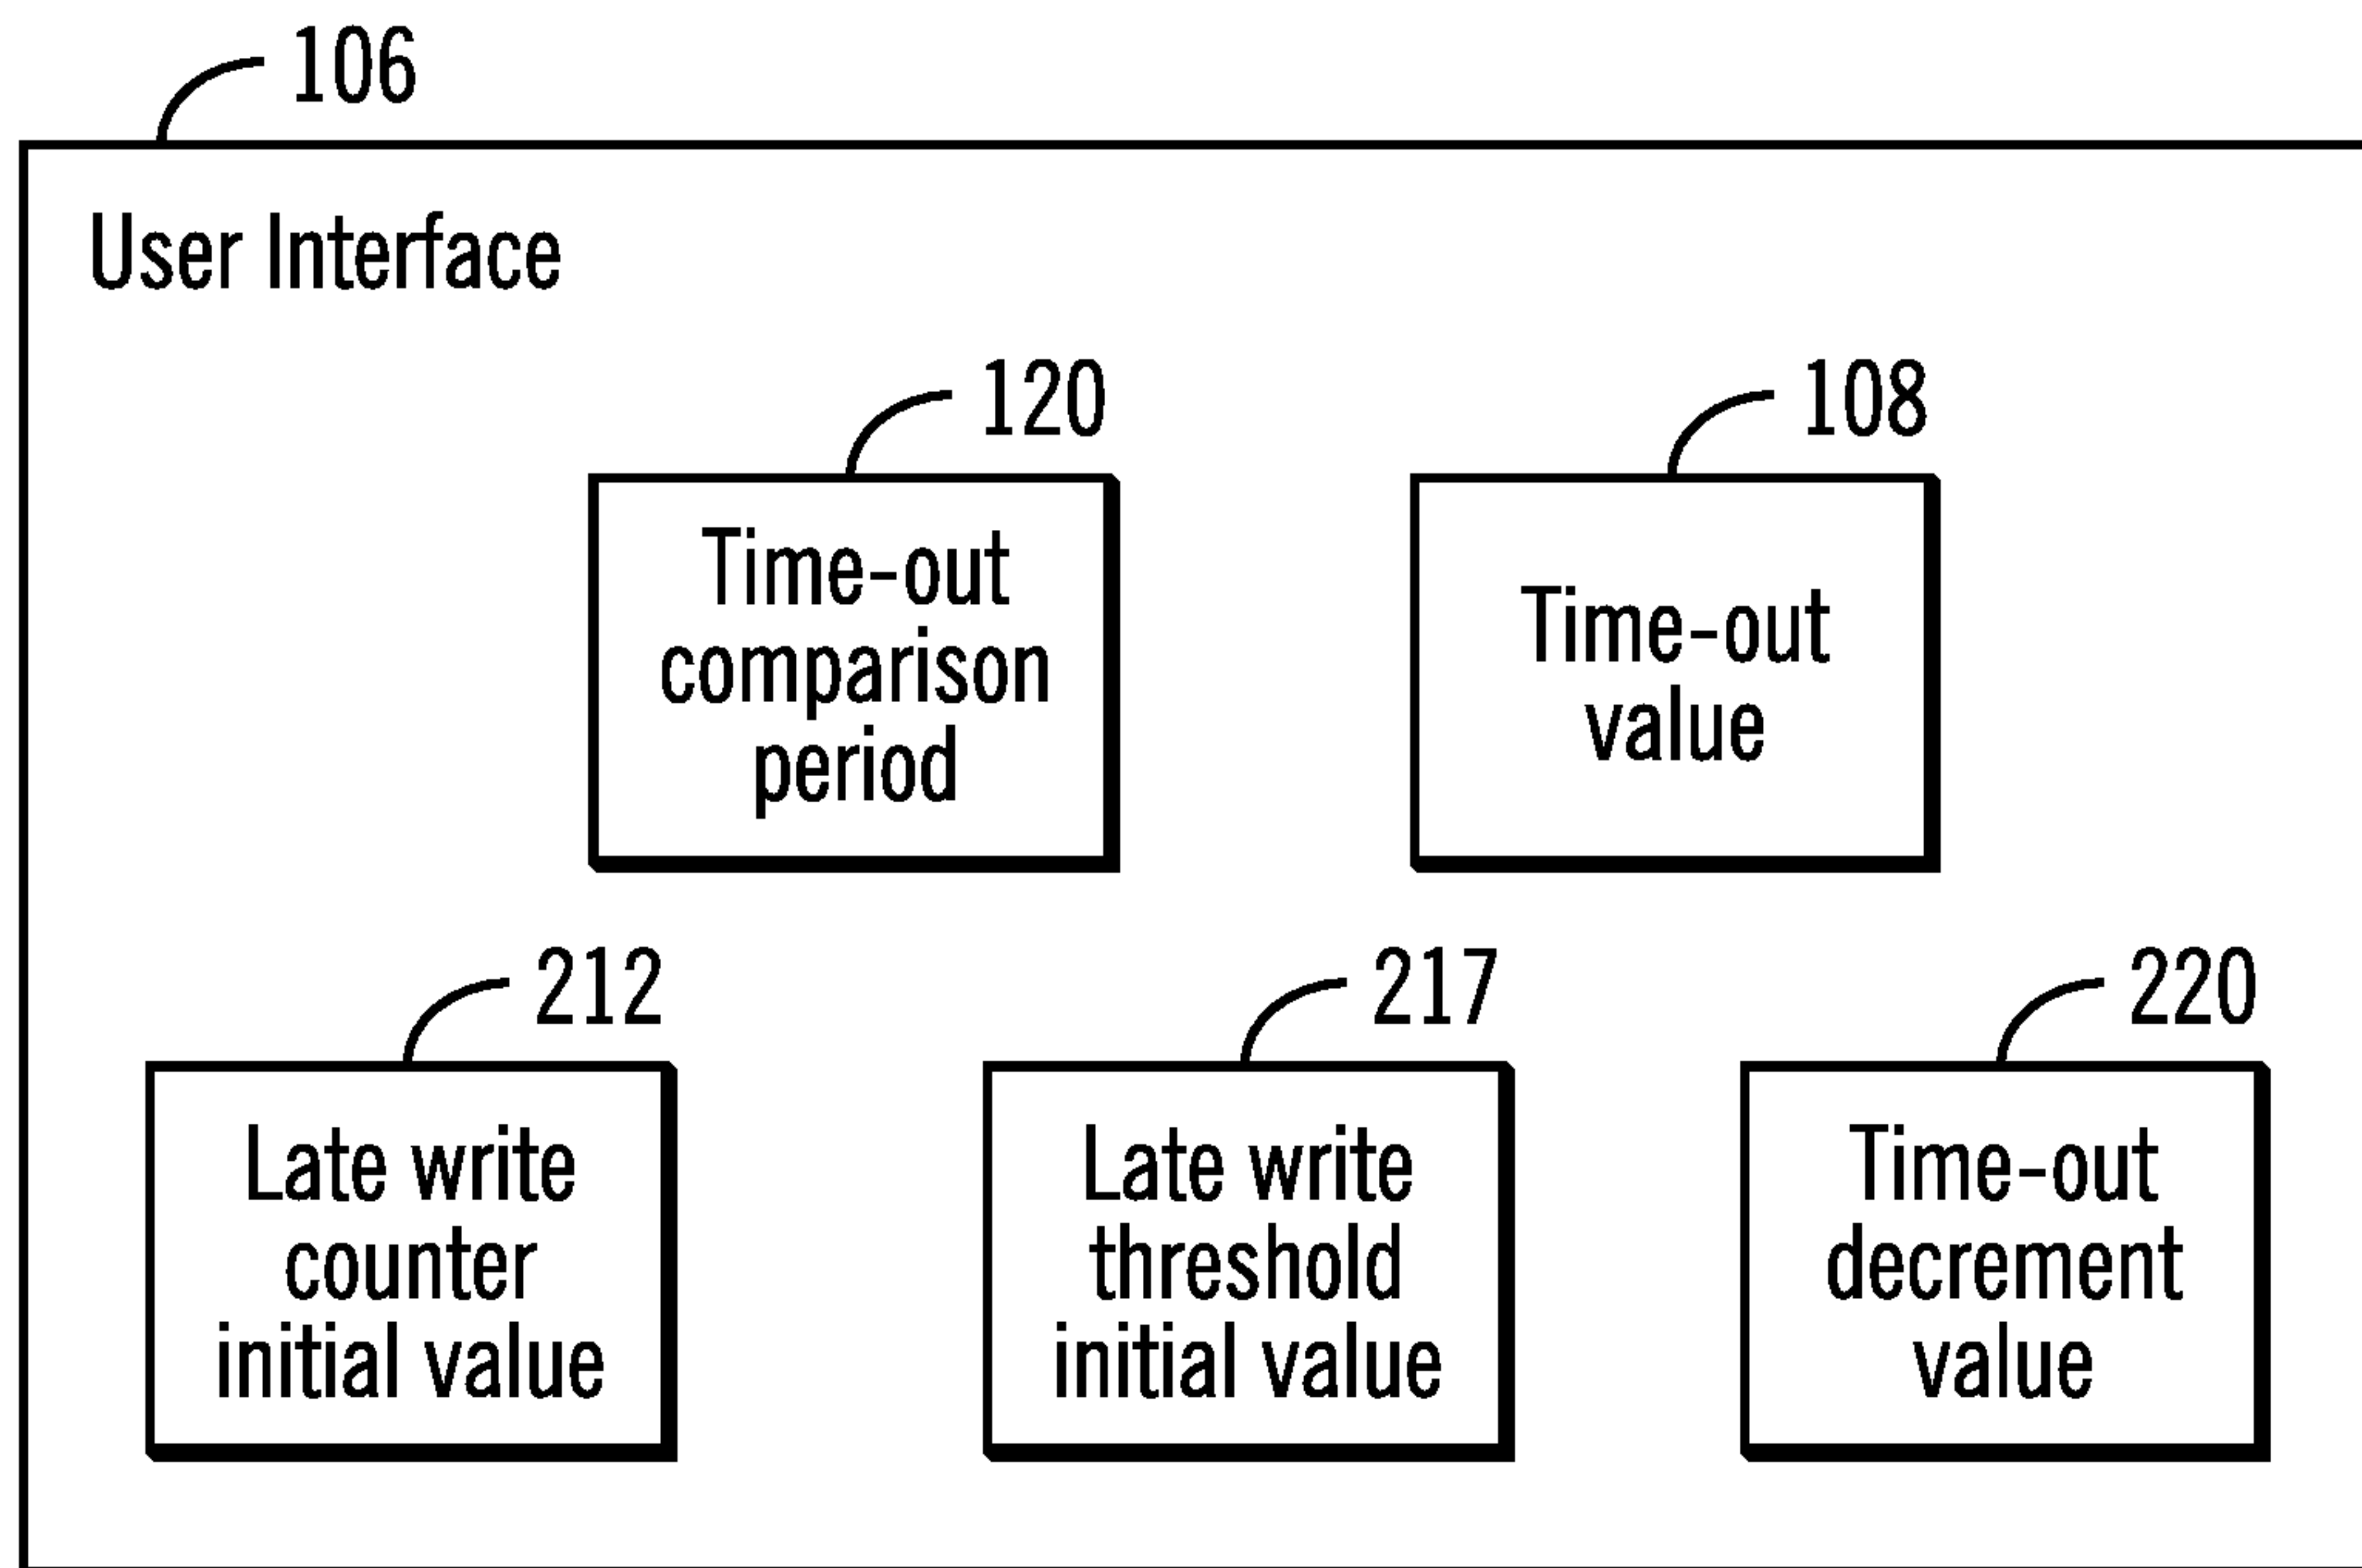 106
User Interface
120
Time-out
comparison
period
108
Time-out
value
212
Late write
counter
initial value
217
Late write
threshold
initial value
220
Time-out
decrement
value